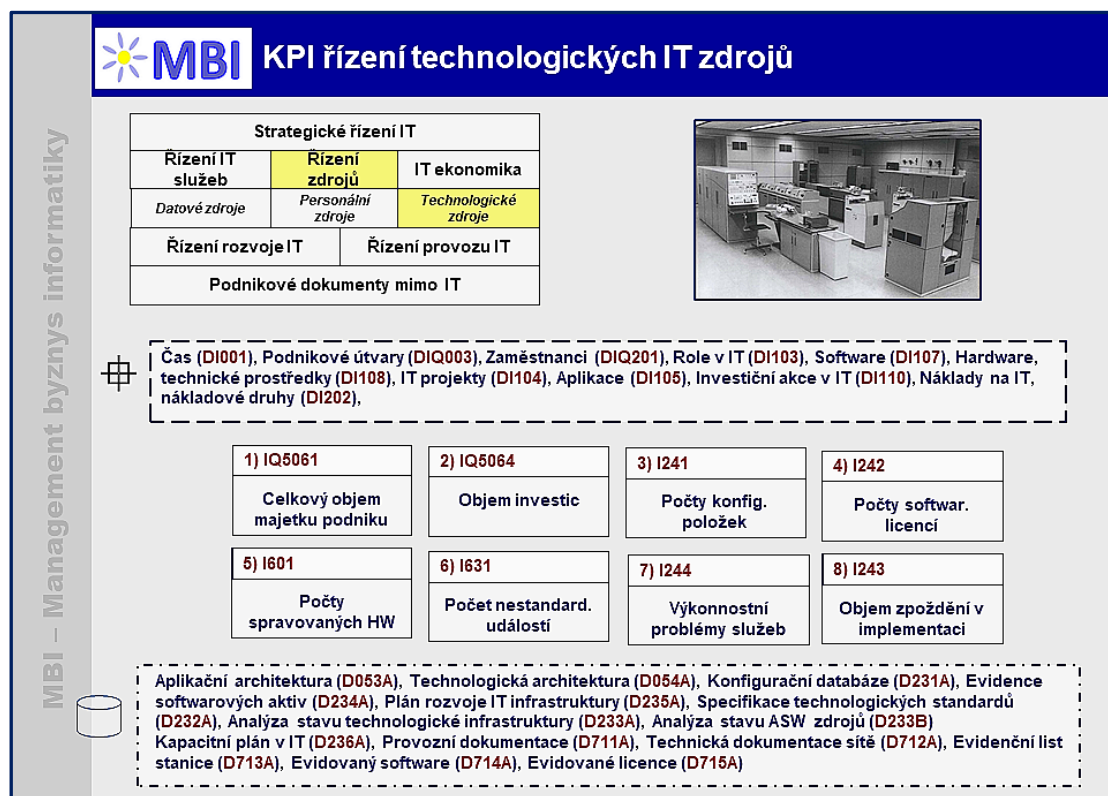 MBI
KPI řízení technologických IT zdrojů
MBI – Management byznys informatiky
Strategické řízení IT
Řízení IT
služeb
Řízení
zdrojů
IT ekonomika
Datové zdroje
Personální
zdroje
Technologické
zdroje
Řízení rozvoje IT
Řízení provozu IT
Podnikové dokumenty mimo IT
Čas (DI001), Podnikové útvary (DIQ003), Zaměstnanci (DIQ201), Role v IT (DI103), Software (DI107), Hardware,
technické prostředky (DI108), IT projekty (DI104), Aplikace (DI105), Investiční akce v IT (DI110), Náklady na IT,
nákladové druhy (DI202),
1) IQ5061
Celkový objem
majetku podniku
2) IQ5064
Objem investic
3) I241
Počty konfig.
položek
4) I242
Počty softwar.
licencí
5) I601
Počty
spravovaných HW
6) I631
Počet nestandard.
událostí
7) I244
Výkonnostní
problémy služeb
8) I243
Objem zpoždění v
implementaci
Aplikační architektura (D053A), Technologická architektura (D054A), Konfigurační databáze (D231A), Evidence
softwarových aktiv (D234A), Plán rozvoje IT infrastruktury (D235A), Specifikace technologických standardů
(D232A), Analýza stavu technologické infrastruktury (D233A), Analýza stavu ASW zdrojů (D233B)
Kapacitní plán v IT (D236A), Provozní dokumentace (D711A), Technická dokumentace sítě (D712A), Evidenční list
stanice (D713A), Evidovaný software (D714A), Evidované licence (D715A)